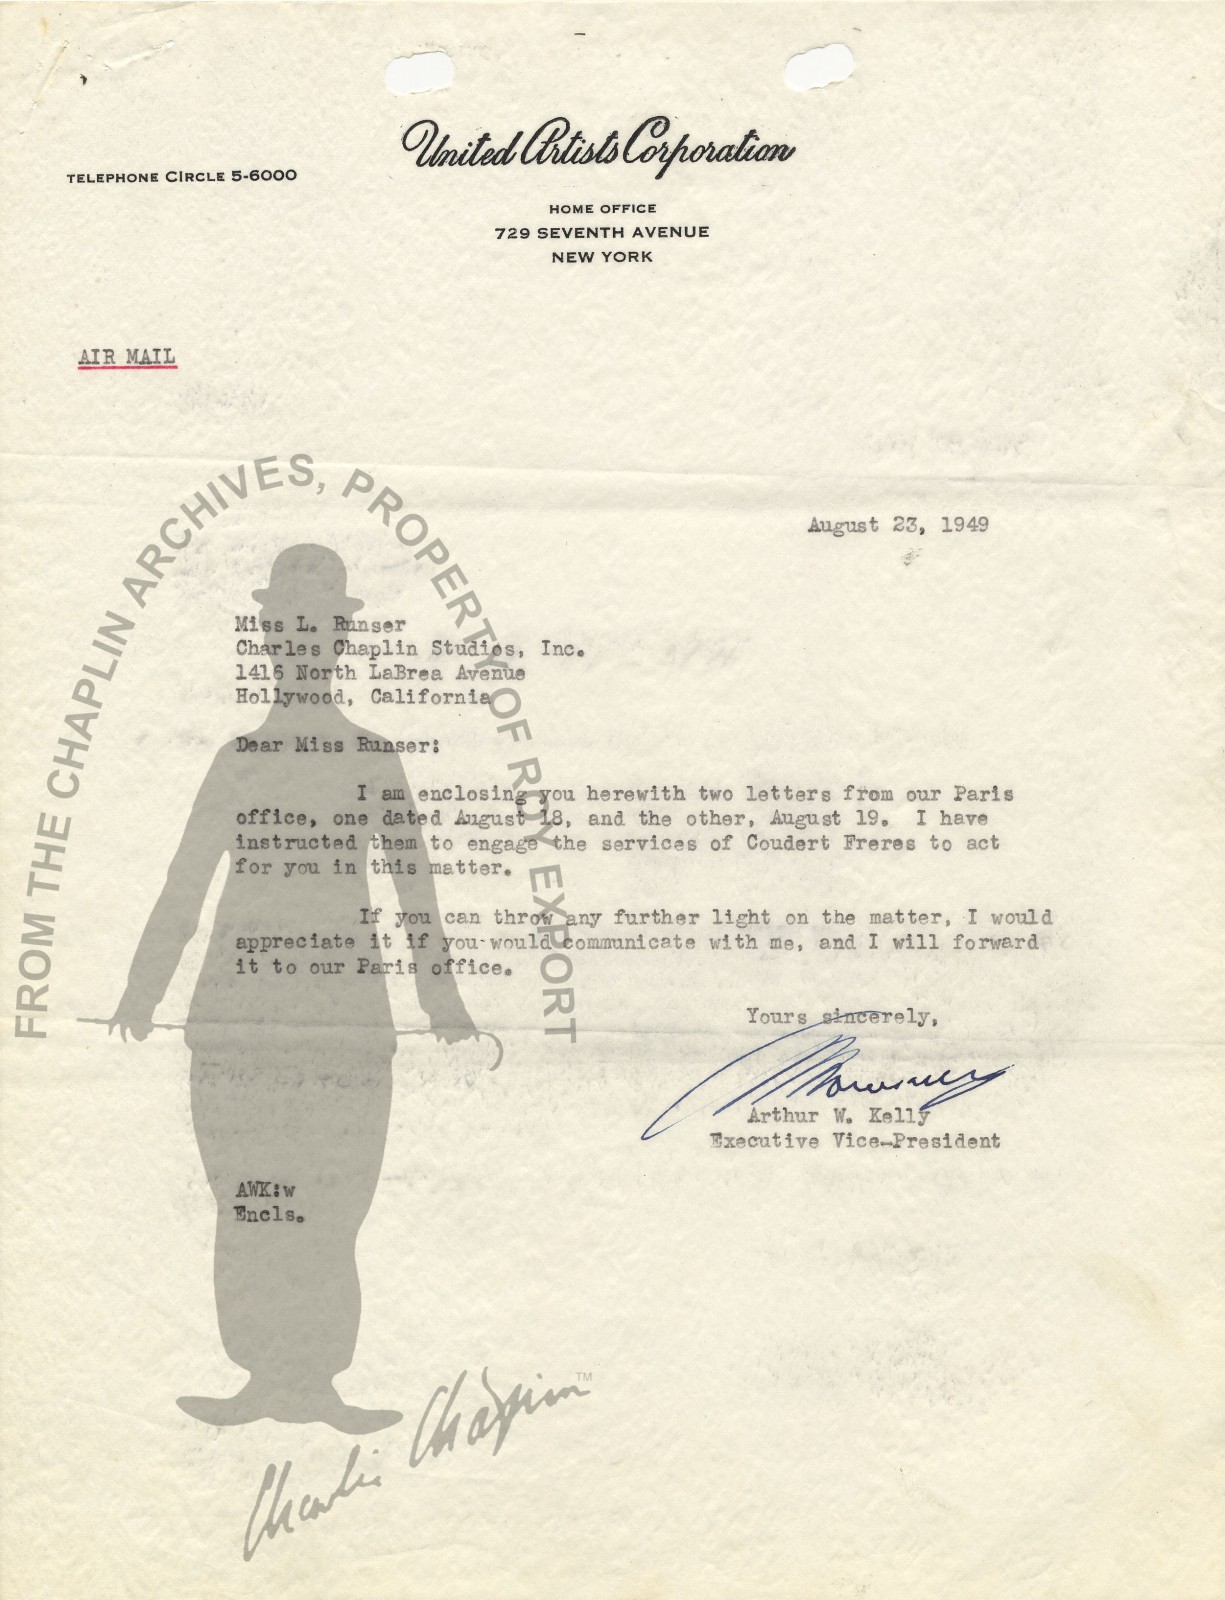 United Artists Corporation
TELEPHONE CIRCLE 5-6000
HOME OFFICE
729 SEVENTH AVENUE
NEW YORK
AIR MAIL
August 23, 1949
Miss L. Runser
Charles Chaplin Studios, Inc.
1416 North LaBrea Avenue
Hollywood, California
Dear Miss Runser:
I am enclosing you herewith two letters from our Paris
office, one dated August 18, and the other, August 19. I have
instructed them to engage the services of Coudert Freres to act
for you in this matter.
If you can throw any further light on the matter, I would
appreciate it if you would communicate with me, and I will forward
it to our Paris office.
Yours sincerely,
Arthur W. Kelly
Executive Vice-President
AWK:w
Encls.
FROM THE CHAPLIN ARCHIVES, PROPERTY OF ROY EXPORT
Charlie Chaplin™